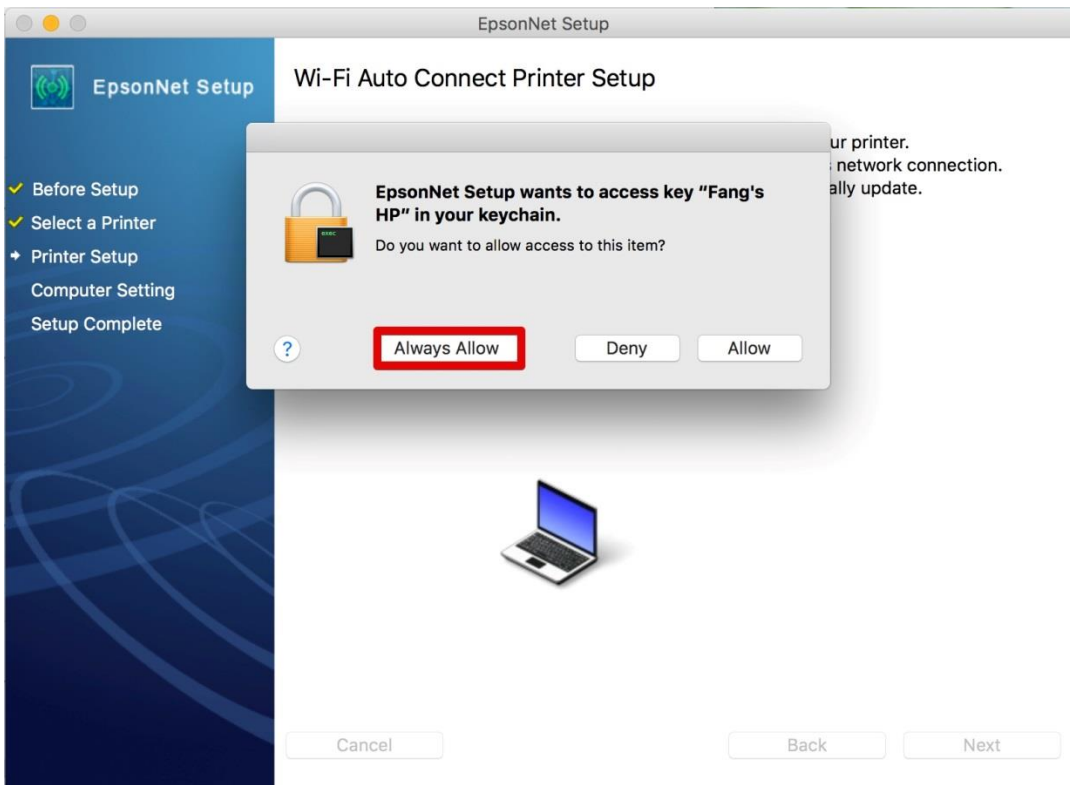 EpsonNet Setup
EpsonNet Setup
Before Setup
Select a Printer
Printer Setup
Computer Setting
Setup Complete
Wi-Fi Auto Connect Printer Setup
ur printer.
network connection.
ally update.
EpsonNet Setup wants to access key “Fang's
HP” in your keychain.
Do you want to allow access to this item?
?
Always Allow
Deny
Allow
Cancel
Back
Next